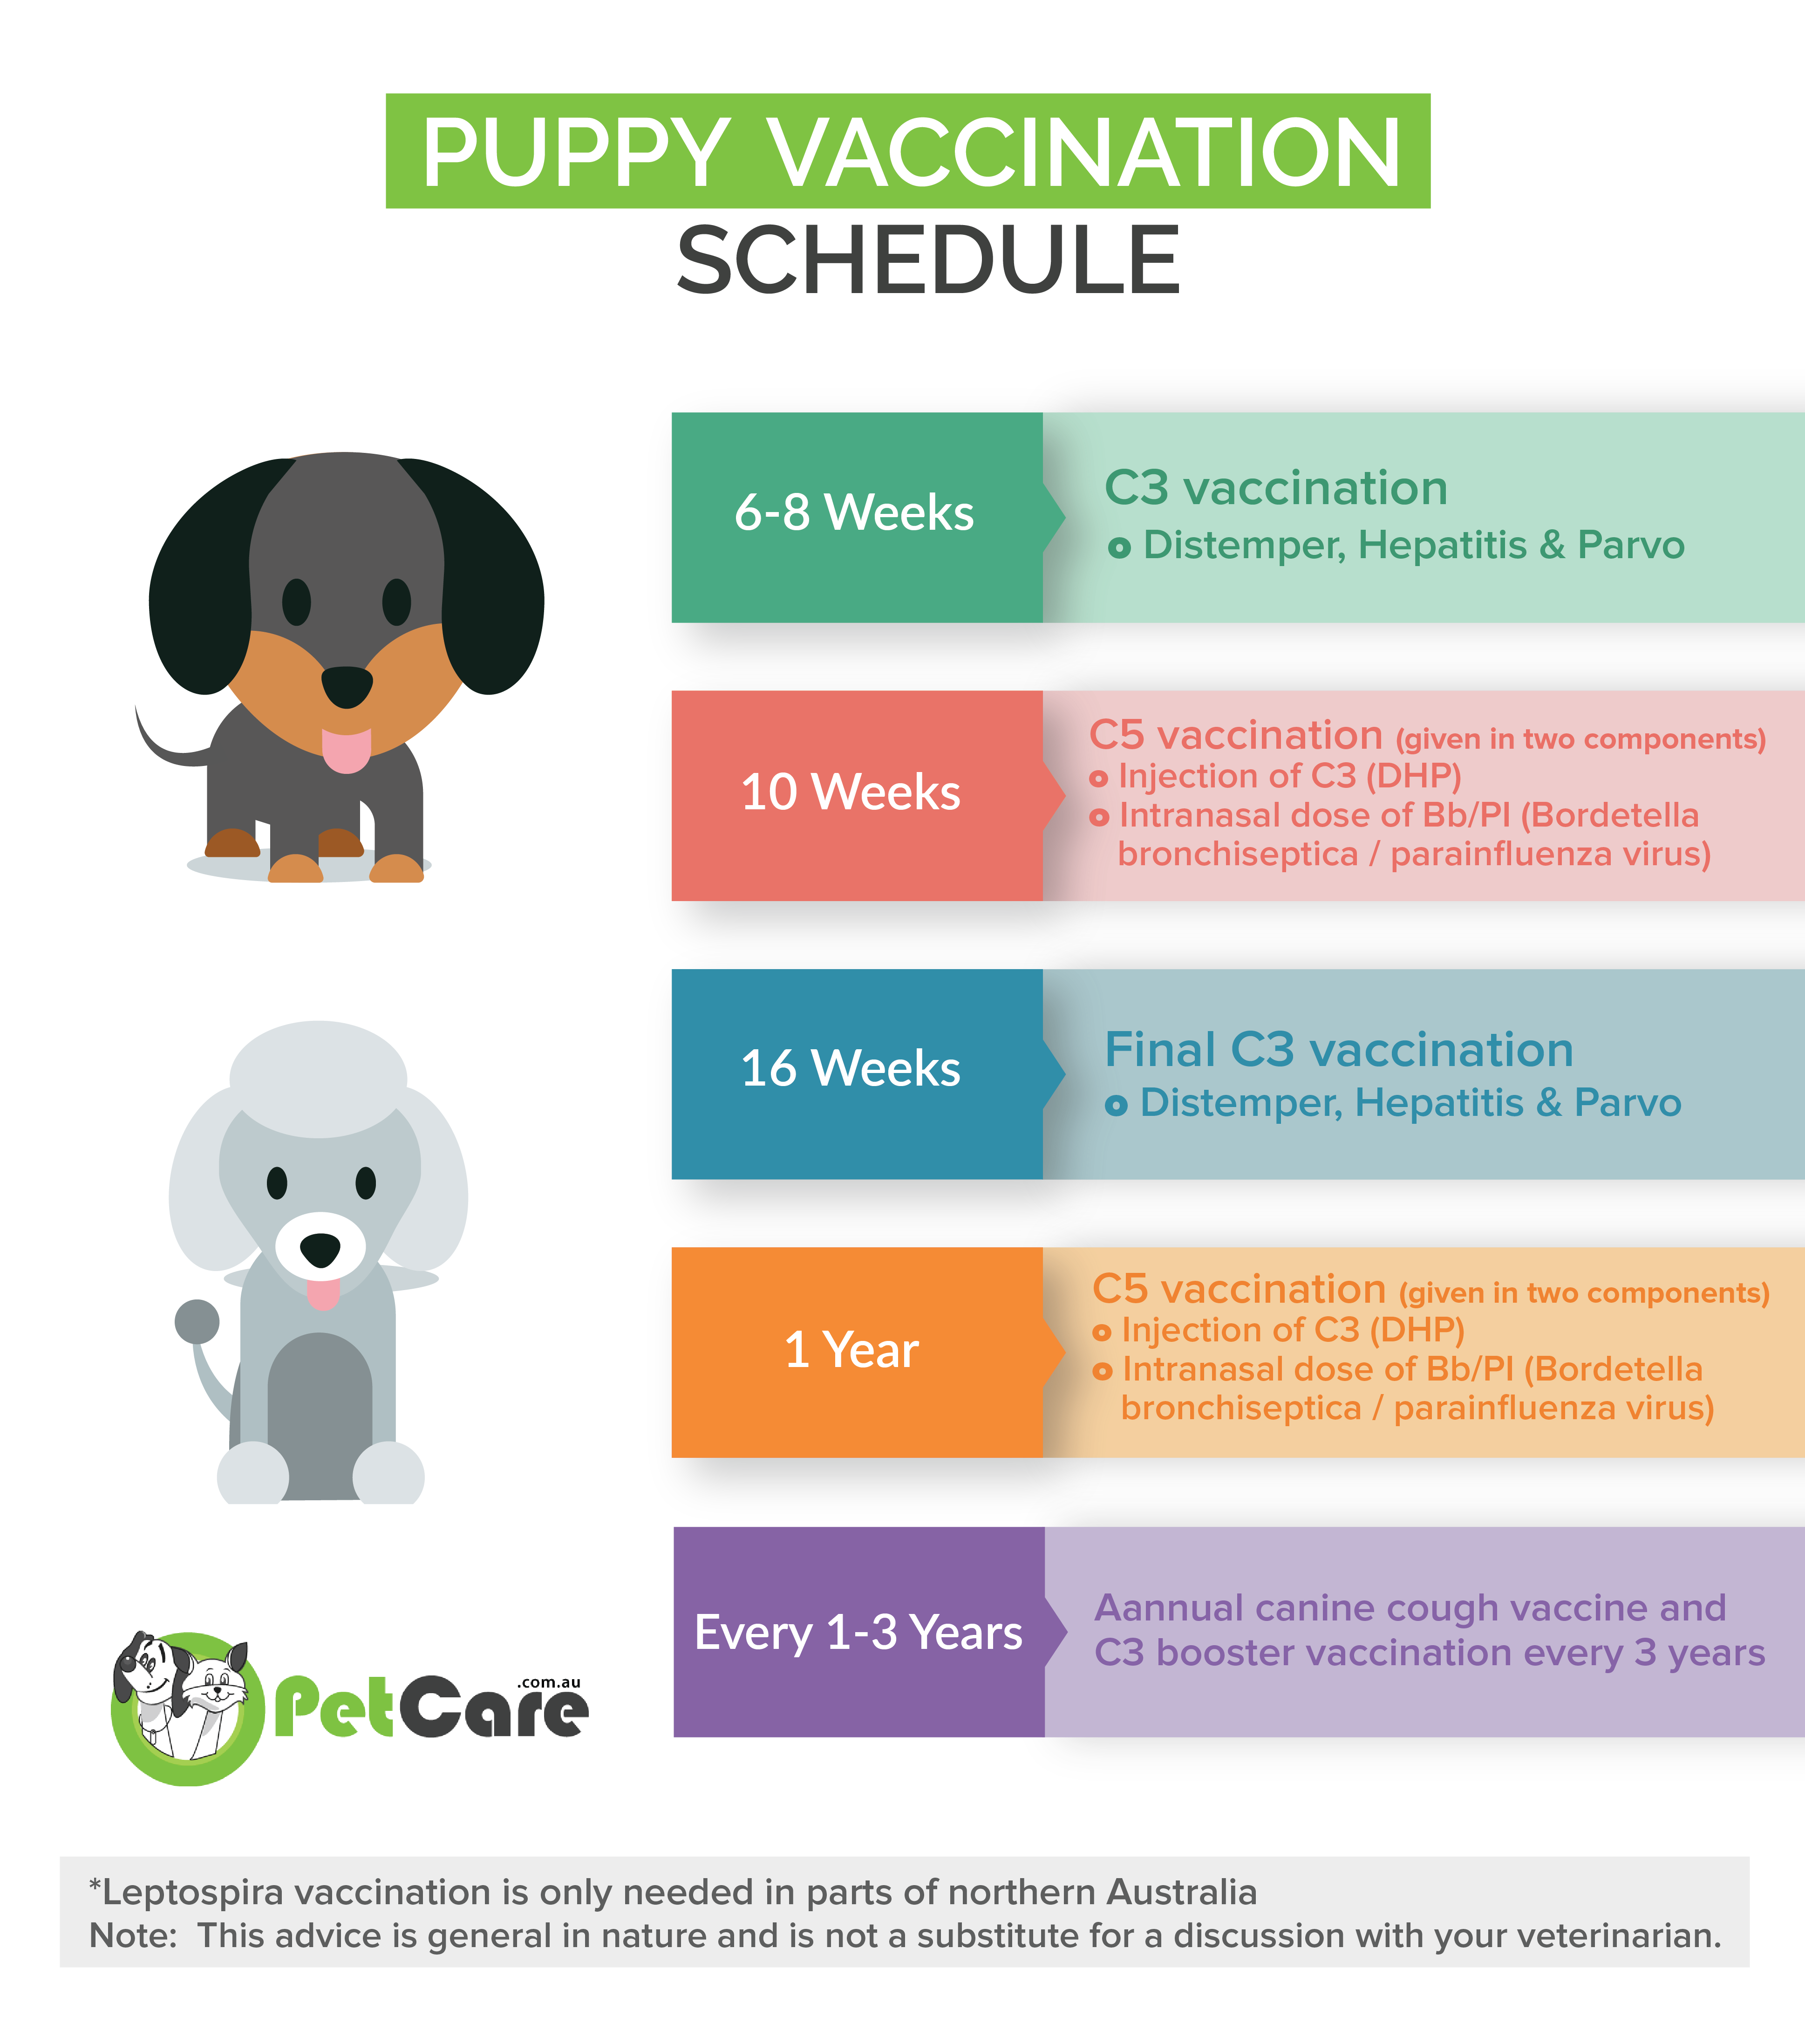 PUPPY VACCINATION
SCHEDULE
6-8 Weeks
C3 vaccination
Distemper, Hepatitis & Parvo
10 Weeks
C5 vaccination (given in two components)
Injection of C3 (DHP)
Intranasal dose of Bb/PI (Bordetella
bronchiseptica / parainfluenza virus)
16 Weeks
Final C3 vaccination
Distemper, Hepatitis & Parvo
1 Year
C5 vaccination (given in two components)
Injection of C3 (DHP)
Intranasal dose of Bb/PI (Bordetella
bronchiseptica / parainfluenza virus)
Every 1-3 Years
Aannual canine cough vaccine and
C3 booster vaccination every 3 years
PetCare.com.au
*Leptospira vaccination is only needed in parts of northern Australia
Note: This advice is general in nature and is not a substitute for a discussion with your veterinarian.